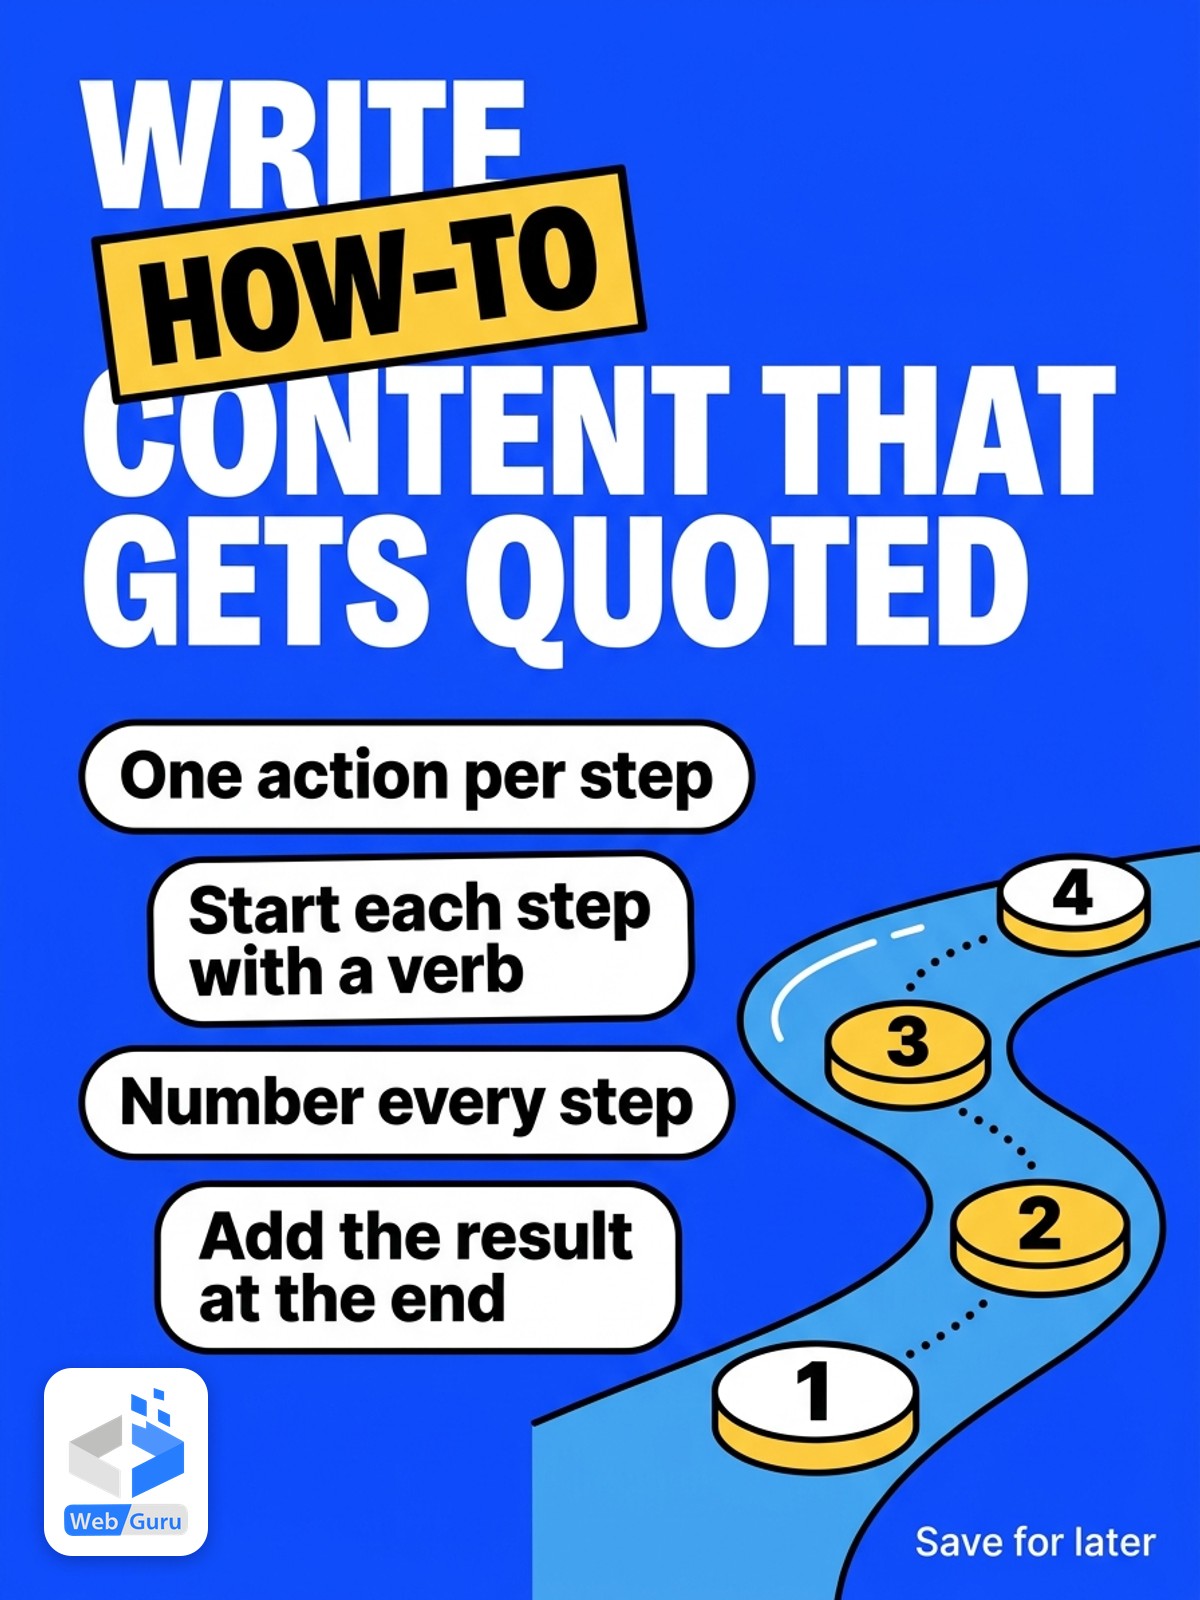 WRITE
HOW-TO
CONTENT THAT
GETS QUOTED
One action per step
Start each step
with a verb
Number every step
Add the result
at the end
4
3
2
1
Web Guru
Save for later